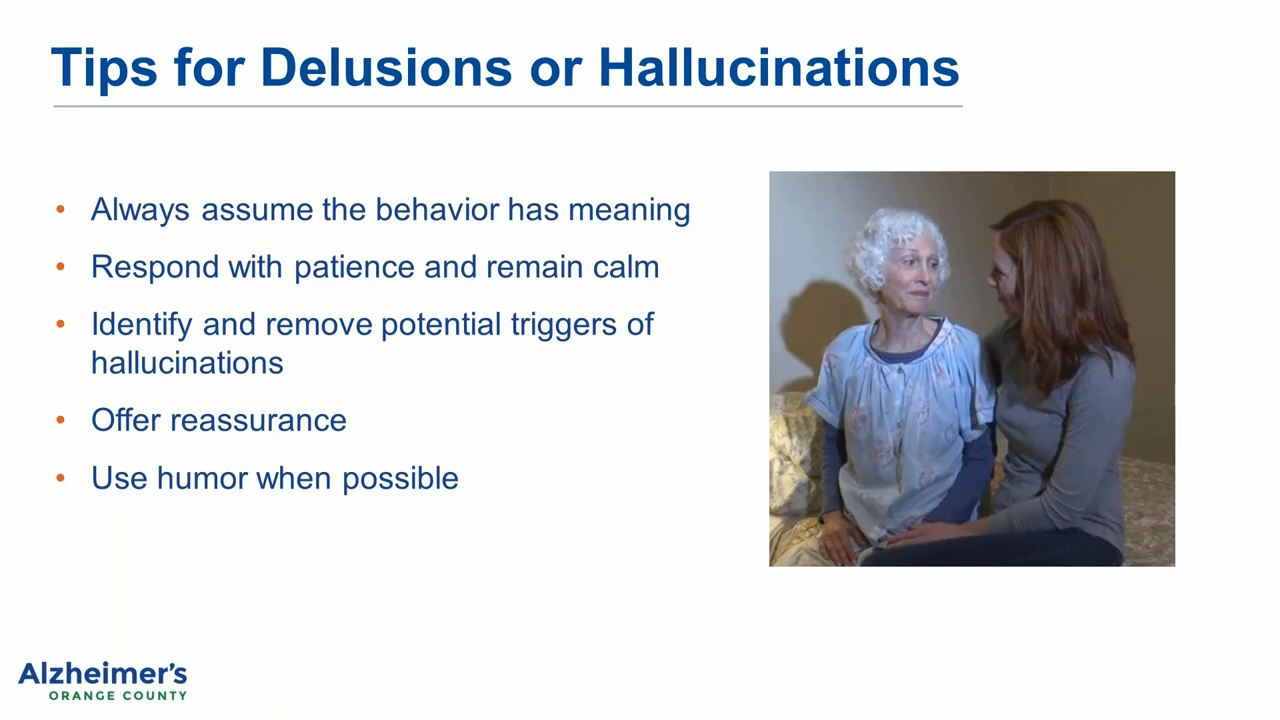 Tips for Delusions or Hallucinations
• Always assume the behavior has meaning
• Respond with patience and remain calm
• Identify and remove potential triggers of
hallucinations
• Offer reassurance
• Use humor when possible
Alzheimer's
ORANGE COUNTY